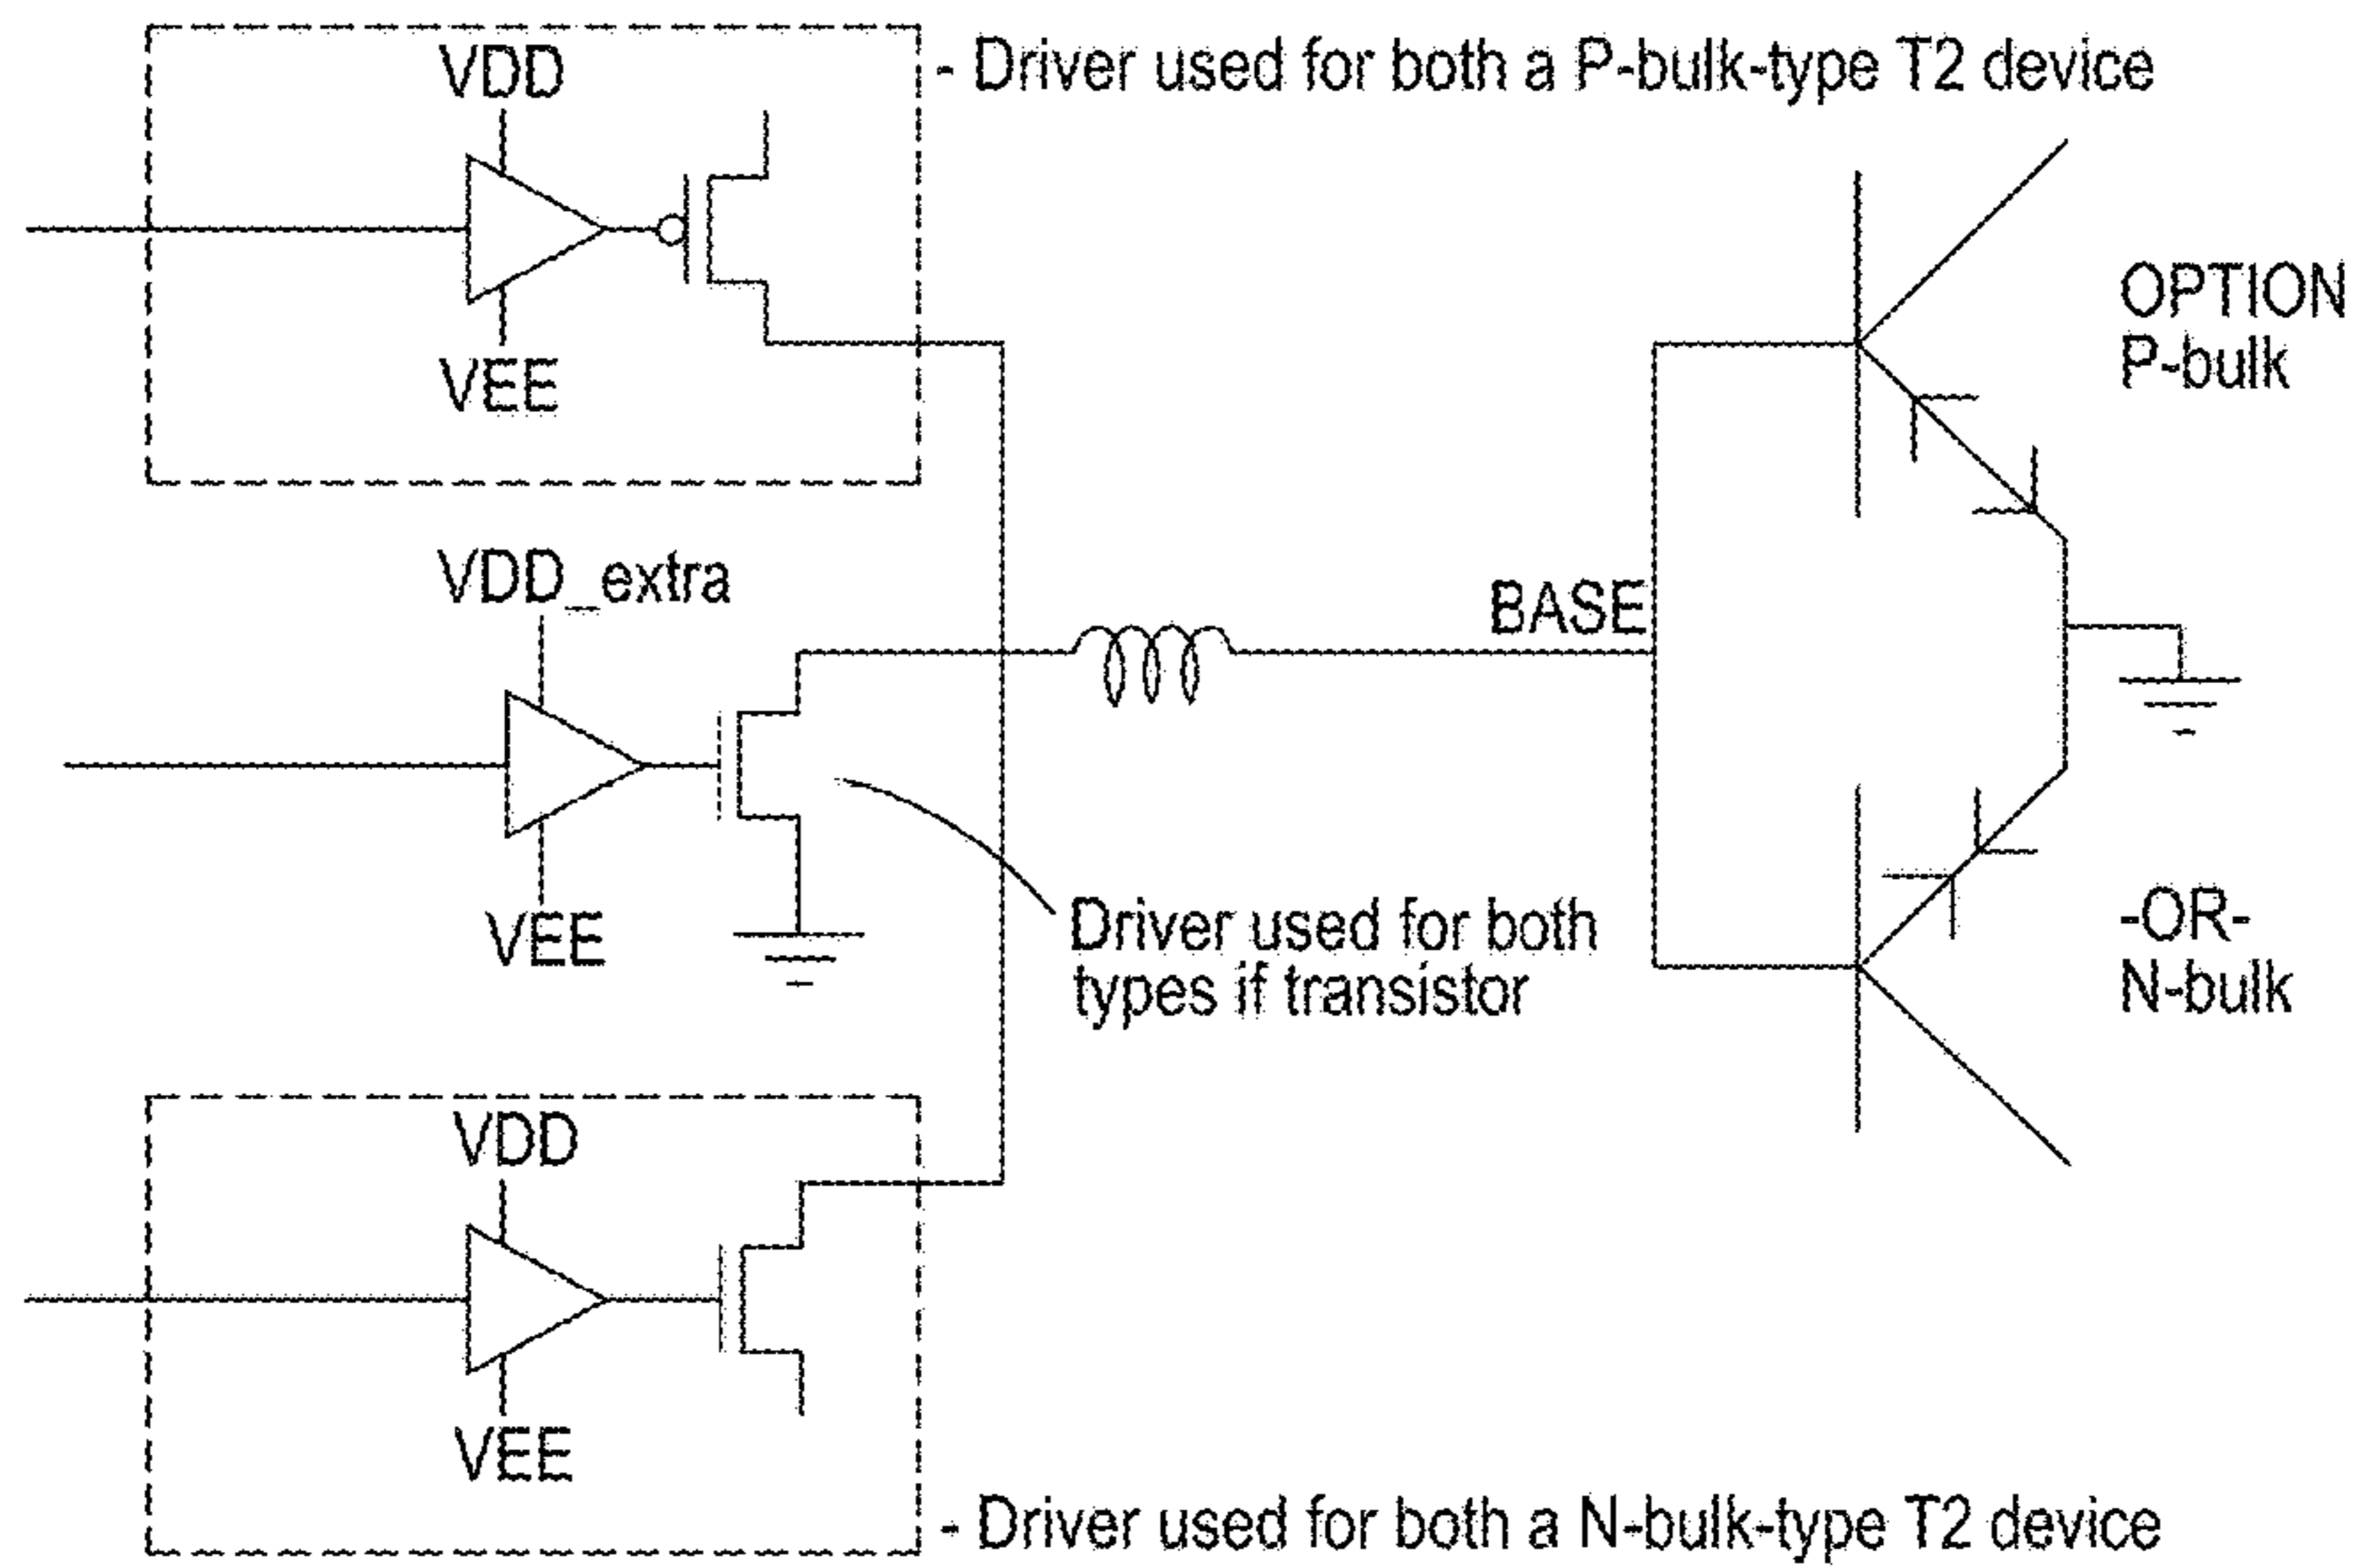 VDD
- Driver used for both a P-bulk-type T2 device
VEE
OPTION
P-bulk
VDD_extra
BASE
VEE
Driver used for both
types if transistor
-OR-
N-bulk
VDD
VEE
- Driver used for both a N-bulk-type T2 device